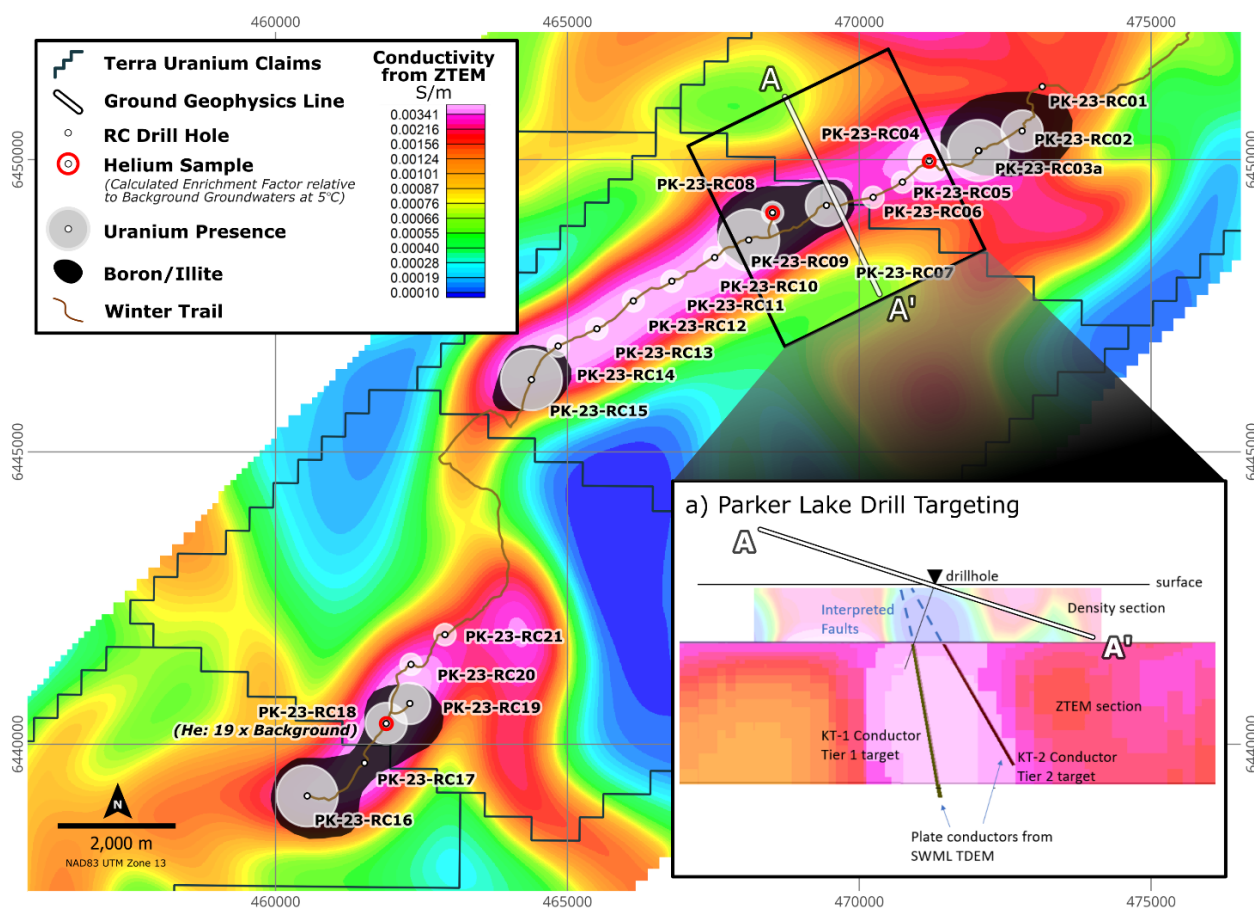 460000
465000
470000
475000
Terra Uranium Claims
Ground Geophysics Line
RC Drill Hole
Helium Sample
(Calculated Enrichment Factor relative
to Background Groundwaters at 5°C)
Uranium Presence
Boron/Illite
Winter Trail
Conductivity
from ZTEM
S/m
0.00341
0.00216
0.00156
0.00124
0.00101
0.00087
0.00076
0.00066
0.00055
0.00040
0.00028
0.00019
0.00010
A
PK-23-RC01
PK-23-RC04
PK-23-RC02
6450000
6450000
PK-23-RC03a
PK-23-RC08
PK-23-RC05
PK-23-RC06
PK-23-RC09
PK-23-RC07
PK-23-RC10
A'
PK-23-RC11
PK-23-RC12
PK-23-RC13
PK-23-RC14
PK-23-RC15
6445000
6445000
PK-23-RC21
PK-23-RC20
PK-23-RC18
PK-23-RC19
(He: 19 x Background)
6440000
6440000
PK-23-RC17
PK-23-RC16
N
2,000 m
NAD83 UTM Zone 13
a) Parker Lake Drill Targeting
A
drillhole
surface
Interpreted
Faults
Density section
A'
ZTEM section
KT-1 Conductor
Tier 1 target
KT-2 Conductor
Tier 2 target
Plate conductors from
SWML TDEM
460000
465000
470000
475000